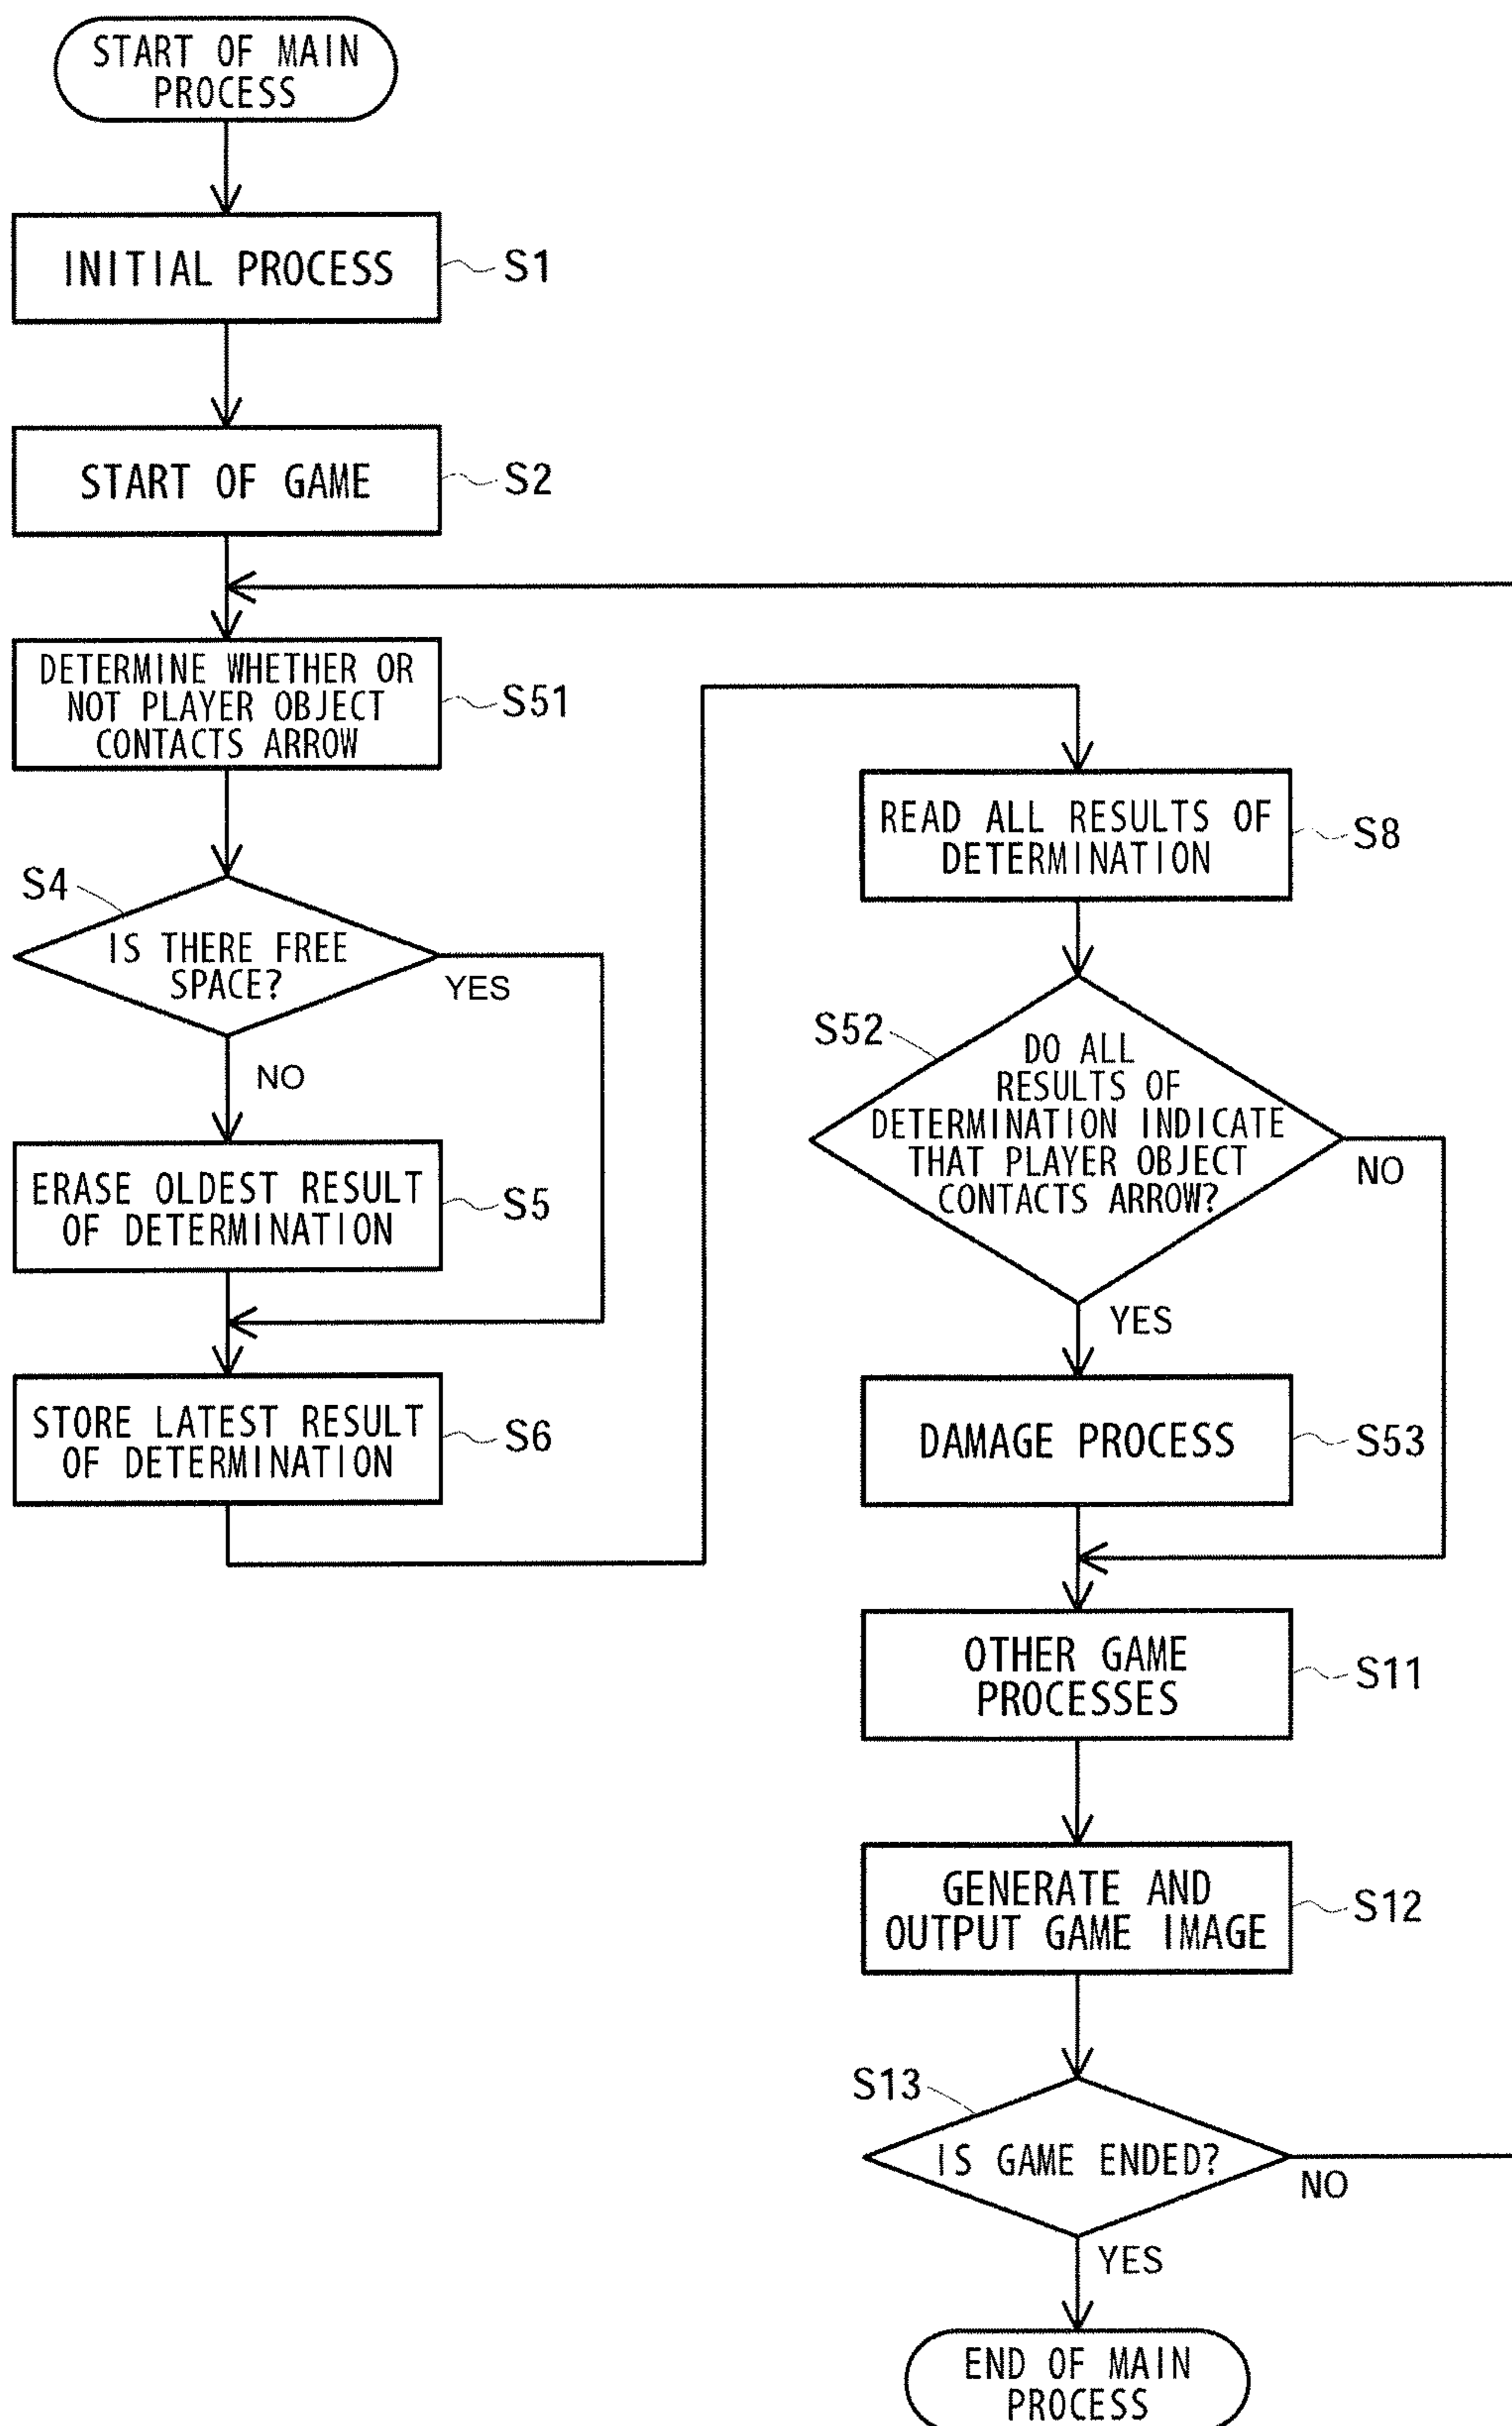 START OF MAIN
PROCESS
INITIAL PROCESS
S1
START OF GAME
S2
DETERMINE WHETHER OR
NOT PLAYER OBJECT
CONTACTS ARROW
S51
S4
IS THERE FREE
SPACE?
YES
NO
ERASE OLDEST RESULT
OF DETERMINATION
S5
STORE LATEST RESULT
OF DETERMINATION
S6
READ ALL RESULTS OF
DETERMINATION
S8
S52
DO ALL
RESULTS OF
DETERMINATION INDICATE
THAT PLAYER OBJECT
CONTACTS ARROW?
NO
YES
DAMAGE PROCESS
S53
OTHER GAME
PROCESSES
S11
GENERATE AND
OUTPUT GAME IMAGE
S12
S13
IS GAME ENDED?
NO
YES
END OF MAIN
PROCESS